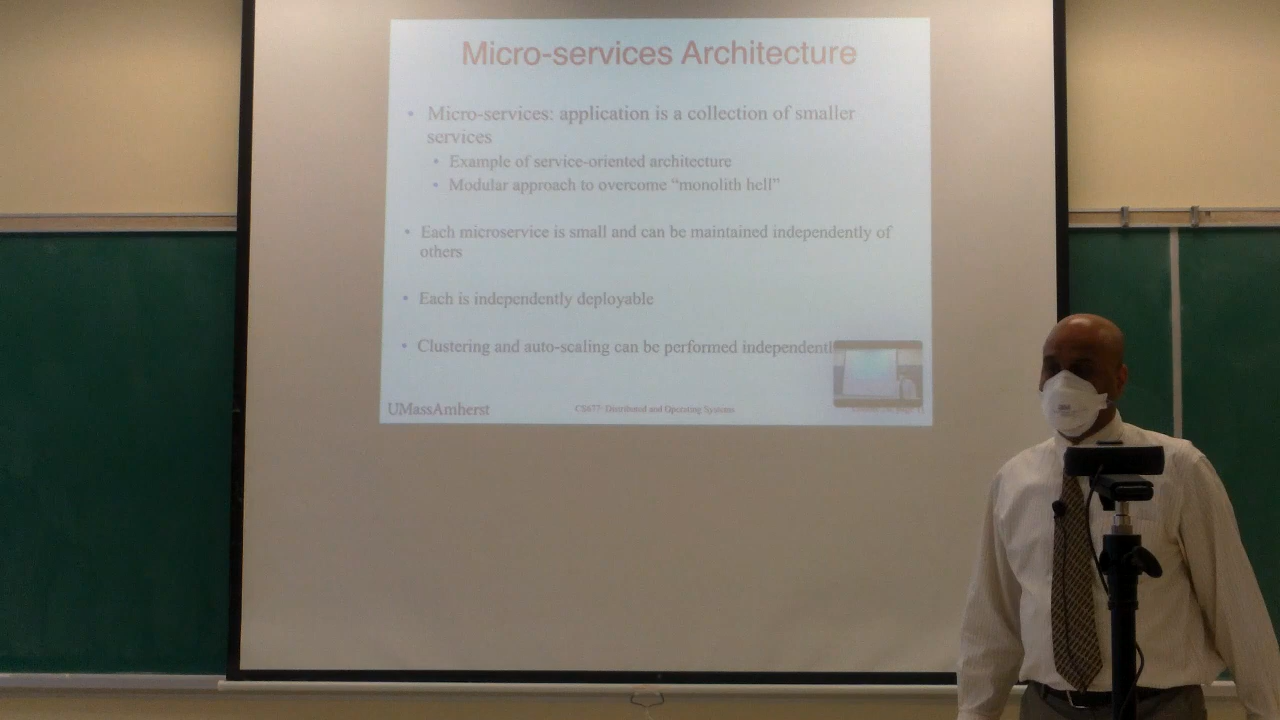 Micro-services Architecture
• Micro-services: application is a collection of smaller
services
• Example of service-oriented architecture
• Modular approach to overcome “monolith hell”
• Each microservice is small and can be maintained independently of
others
• Each is independently deployable
• Clustering and auto-scaling can be performed independentl
UMassAmherst
CS677: Distributed and Operating Systems